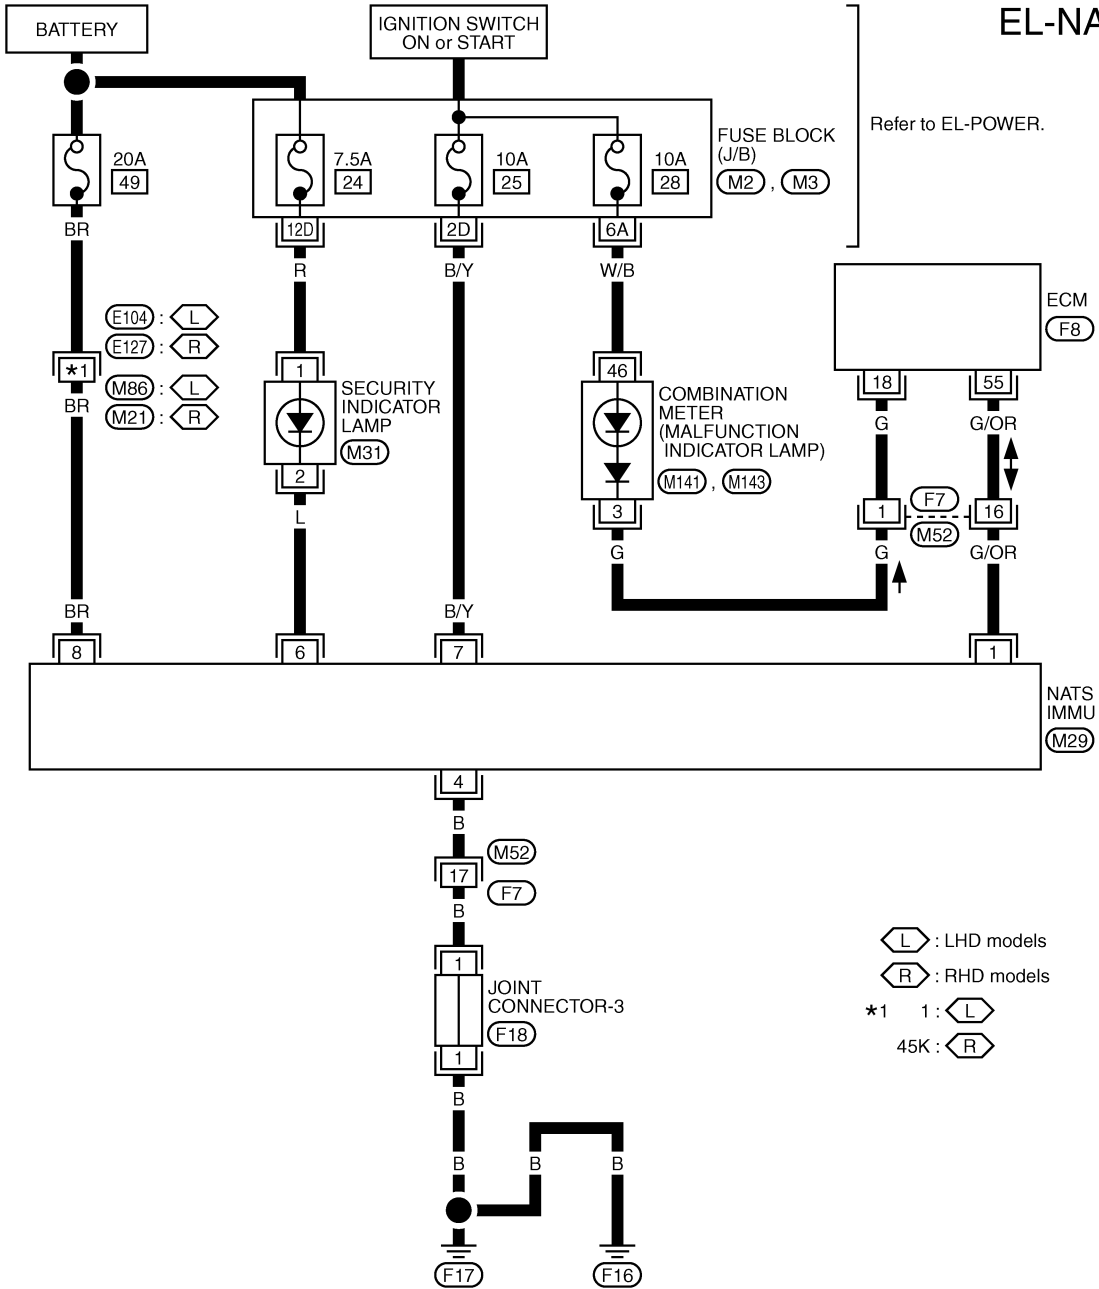 BATTERY
IGNITION SWITCH
ON or START
EL-NA
Refer to EL-POWER.
20A
49
7.5A
24
10A
25
10A
28
FUSE BLOCK
(J/B)
M2 , M3
BR
12D
2D
6A
R
B/Y
W/B
ECM
F8
E104 : L
E127 : R
*1
M86 : L
M21 : R
BR
1
SECURITY
INDICATOR
LAMP
M31
2
L
46
COMBINATION
METER
(MALFUNCTION
INDICATOR LAMP)
M141 , M143
3
G
18
55
G
G/OR
1
F7
M52
16
G
G/OR
BR
B/Y
8
6
7
1
NATS
IMMU
M29
4
B
M52
17
F7
B
1
JOINT
CONNECTOR-3
F18
1
B
B
B
B
F17
F16
L : LHD models
R : RHD models
*1 1 : L
45K : R